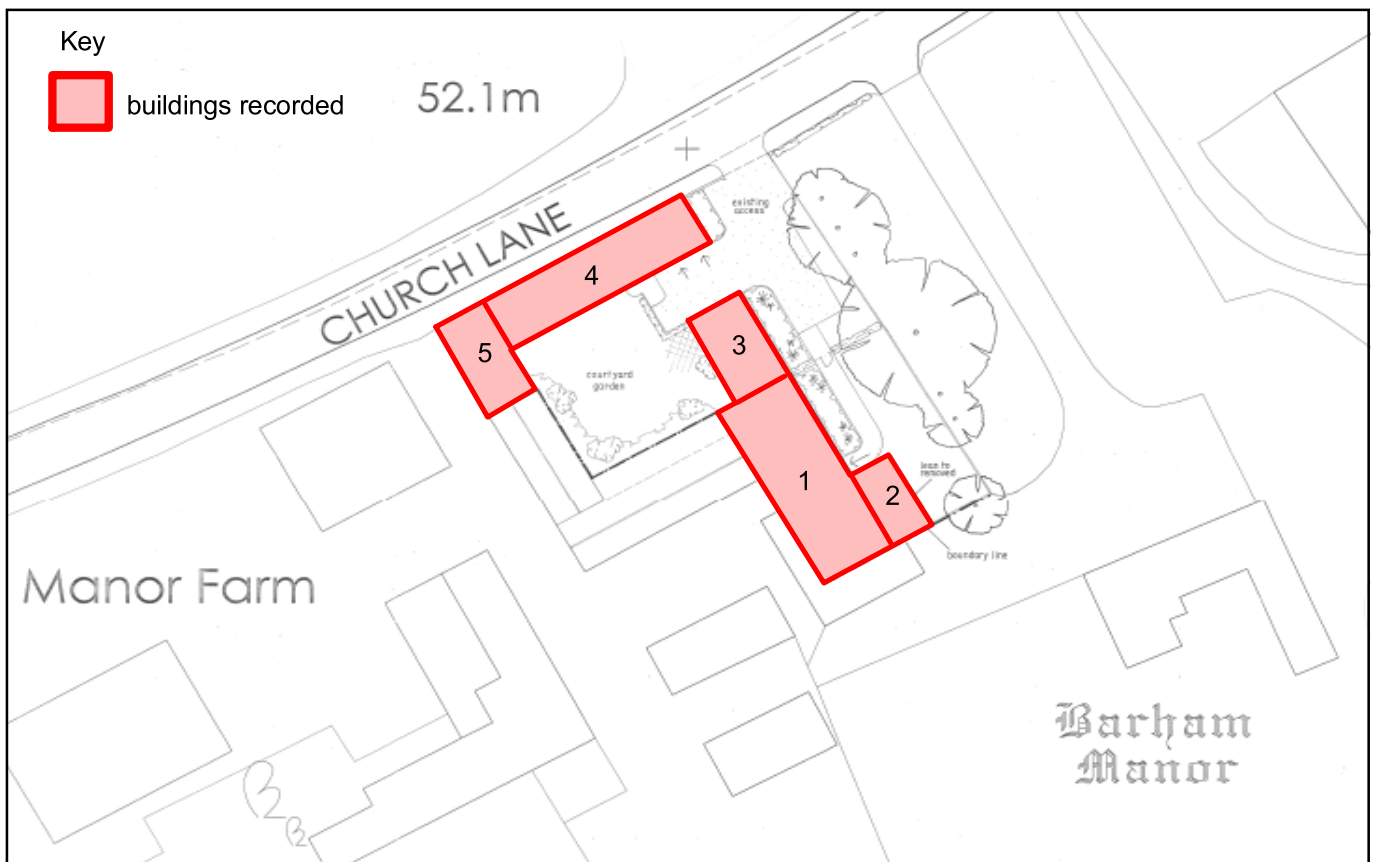 Key
buildings recorded
52.1m
CHURCH LANE
existing
access
4
5
3
courtyard
garden
1
2
lean to
removed
boundary line
Manor Farm
Barham
Manor